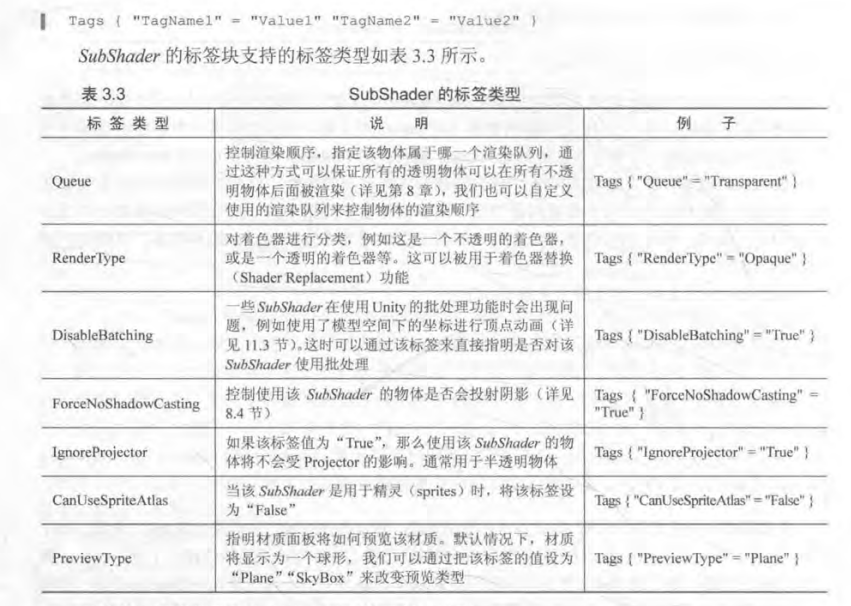 Tags { "TagName1" = "Value1" "TagName2" = "Value2" }
SubShader 的标签块支持的标签类型如表 3.3 所示。
表 3.3 SubShader 的标签类型
标 签 类 型 说 明 例 子
Queue
控制渲染顺序，指定该物体属于哪一个渲染队列，通
过这种方式可以保证所有的透明物体可以在所有不透
明物体后面被渲染（详见第 8 章），我们也可以自定义
使用的渲染队列来控制物体的渲染顺序
Tags { "Queue" = "Transparent" }
RenderType
对着色器进行分类，例如这是一个不透明的着色器，
或是一个透明的着色器等。这可以被用于着色器替换
（Shader Replacement）功能
Tags { "RenderType" = "Opaque" }
DisableBatching
一些 SubShader 在使用 Unity 的批处理功能时会出现问
题，例如使用了模型空间下的坐标进行顶点动画（详
见 11.3 节）。这时可以通过该标签来直接指明是否对该
SubShader 使用批处理
Tags { "DisableBatching" = "True" }
ForceNoShadowCasting
控制使用该 SubShader 的物体是否会投射阴影（详见
8.4 节）
Tags { "ForceNoShadowCasting" =
"True" }
IgnoreProjector
如果该标签值为“True”，那么使用该 SubShader 的物
体将不会受 Projector 的影响。通常用于半透明物体
Tags { "IgnoreProjector" = "True" }
CanUseSpriteAtlas
当该 SubShader 是用于精灵（sprites）时，将该标签设
为“False”
Tags { "CanUseSpriteAtlas" = "False" }
PreviewType
指明材质面板将如何预览该材质。默认情况下，材质
将显示为一个球形，我们可以通过把该标签的值设为
“Plane”“SkyBox”来改变预览类型
Tags { "PreviewType" = "Plane" }